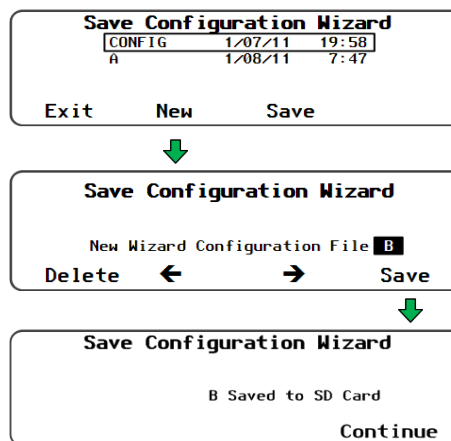 Save Configuration Wizard
CONFIG 1/07/11 19:58
A 1/08/11 7:47
Exit New Save
Save Configuration Wizard
New Wizard Configuration File B
Delete ← → Save
Save Configuration Wizard
B Saved to SD Card
Continue